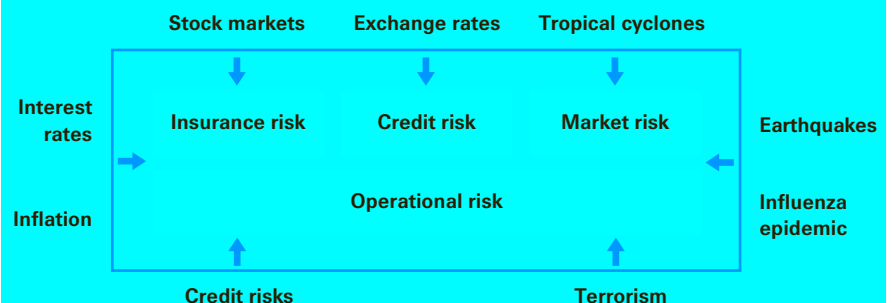 Stock markets
Exchange rates
Tropical cyclones
Interest
rates
Insurance risk
Credit risk
Market risk
Earthquakes
Operational risk
Inflation
Influenza
epidemic
Credit risks
Terrorism